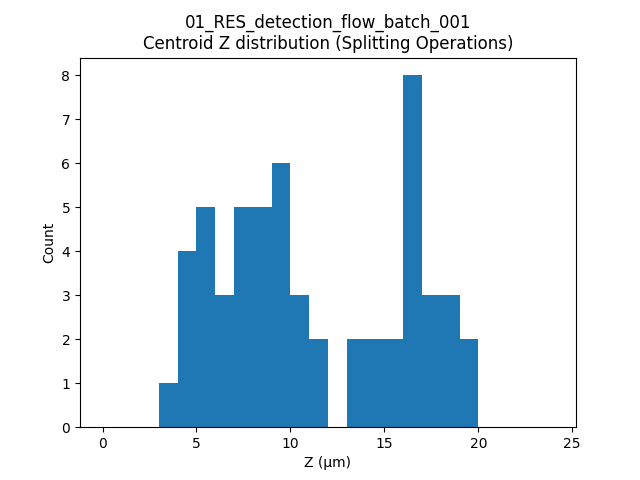 01_RES_detection_flow_batch_001
Centroid Z distribution (Splitting Operations)
8
7
6
5
4
3
2
1
0
Count
0 5 10 15 20 25
Z (μm)